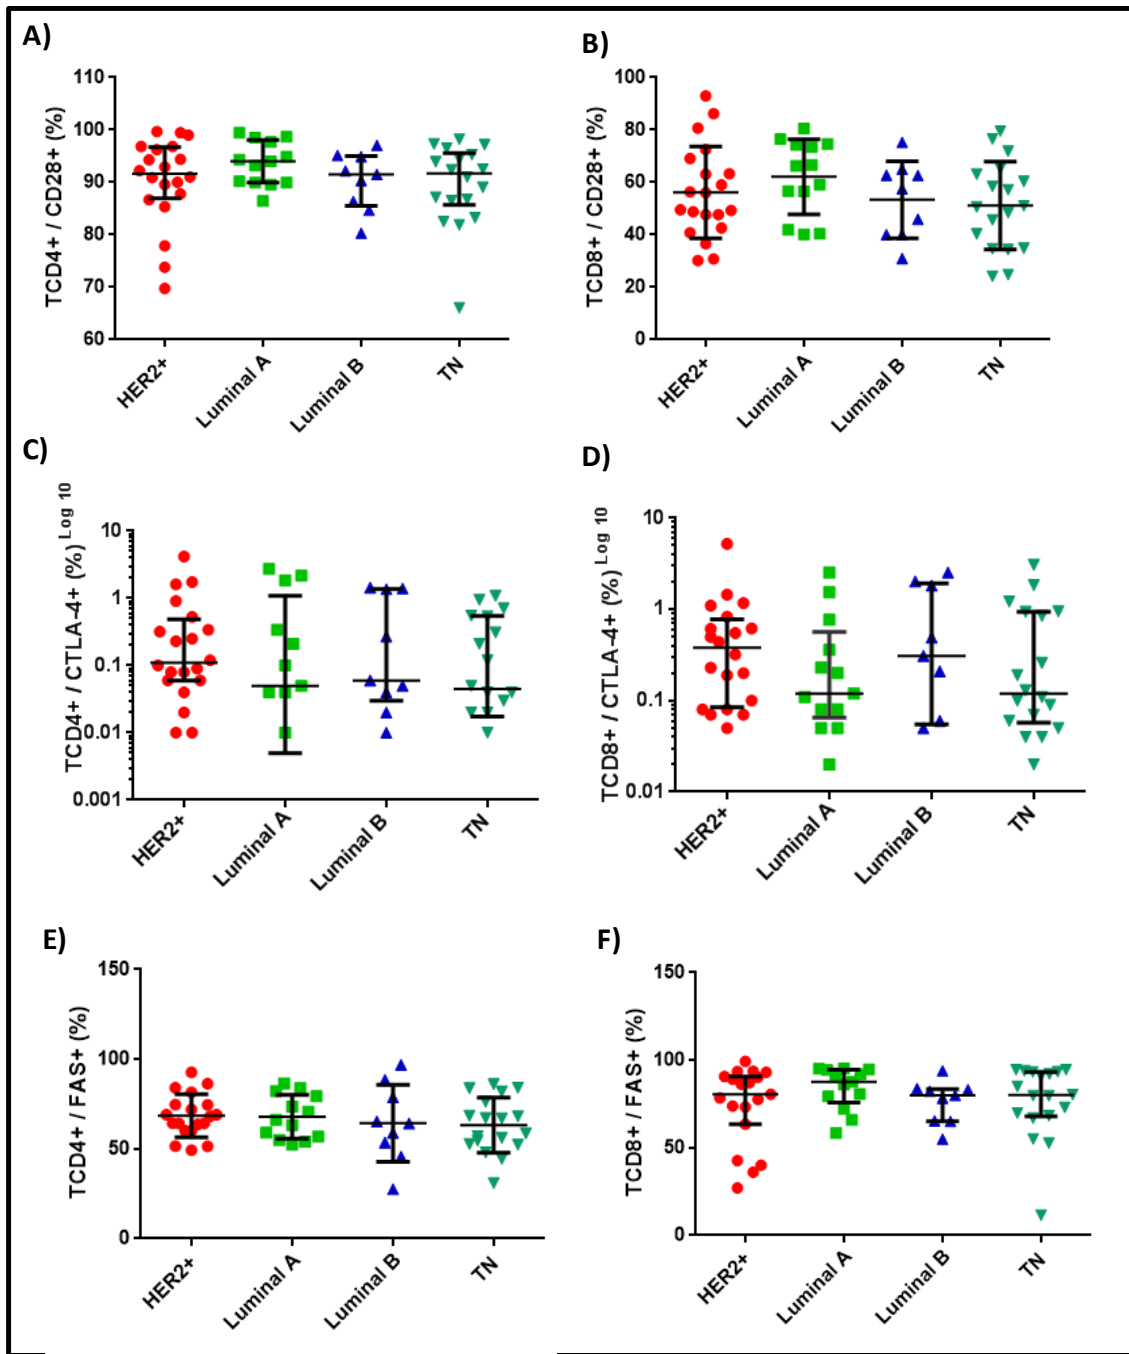 A)
TCD4+ / CD28+ (%)
110
100
90
80
70
60
HER2+
Luminal A
Luminal B
TN
B)
TCD8+ / CD28+ (%)
100
80
60
40
20
0
HER2+
Luminal A
Luminal B
TN
C)
TCD4+ / CTLA-4+ (%) Log 10
10
1
0.1
0.01
0.001
HER2+
Luminal A
Luminal B
TN
D)
TCD8+ / CTLA-4+ (%) Log 10
10
1
0.1
0.01
HER2+
Luminal A
Luminal B
TN
E)
TCD4+ / FAS+ (%)
150
100
50
0
HER2+
Luminal A
Luminal B
TN
F)
TCD8+ / FAS+ (%)
150
100
50
0
HER2+
Luminal A
Luminal B
TN